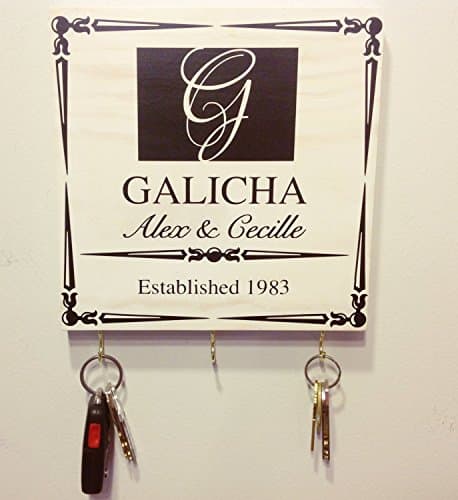 G
GALICHA
Alex & Cecille
Established 1983